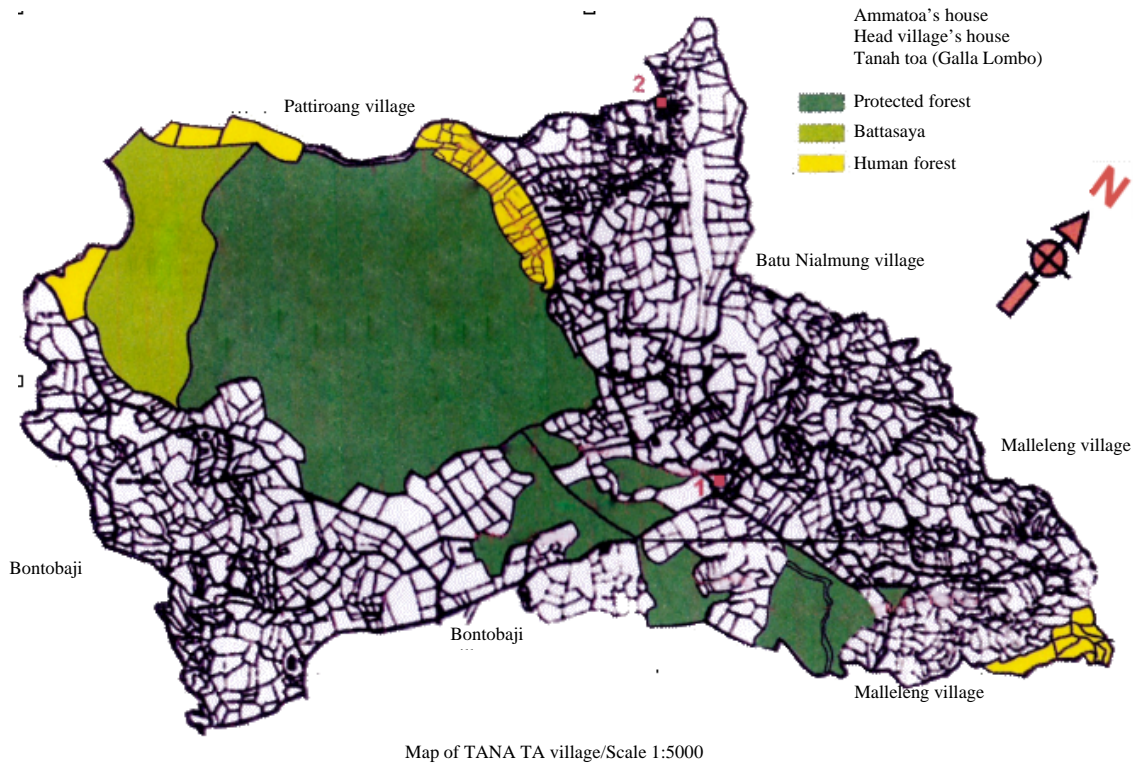 Ammatoa's house
Head village's house
Tanah toa (Galla Lombo)
2
Pattiroang village
Protected forest
Battasaya
Human forest
N
Batu Nialmung village
Malleleng village
1
Bontobaji
Bontobaji
Malleleng village
Map of TANA TA village/Scale 1:5000